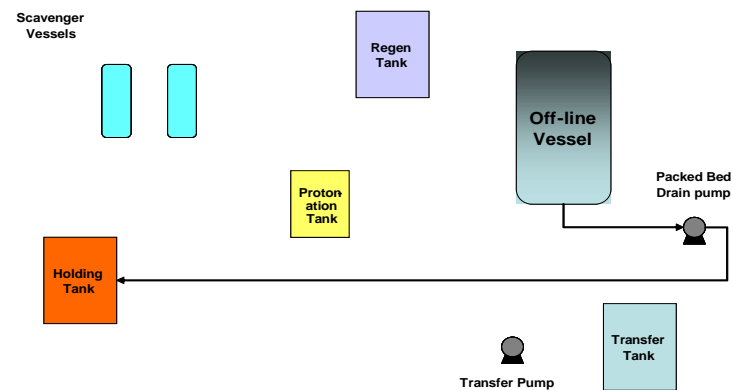 Scavenger
Vessels
Regen
Tank
Off-line
Vessel
Packed Bed
Drain pump
Proton-
ation
Tank
Holding
Tank
Transfer
Tank
Transfer Pump